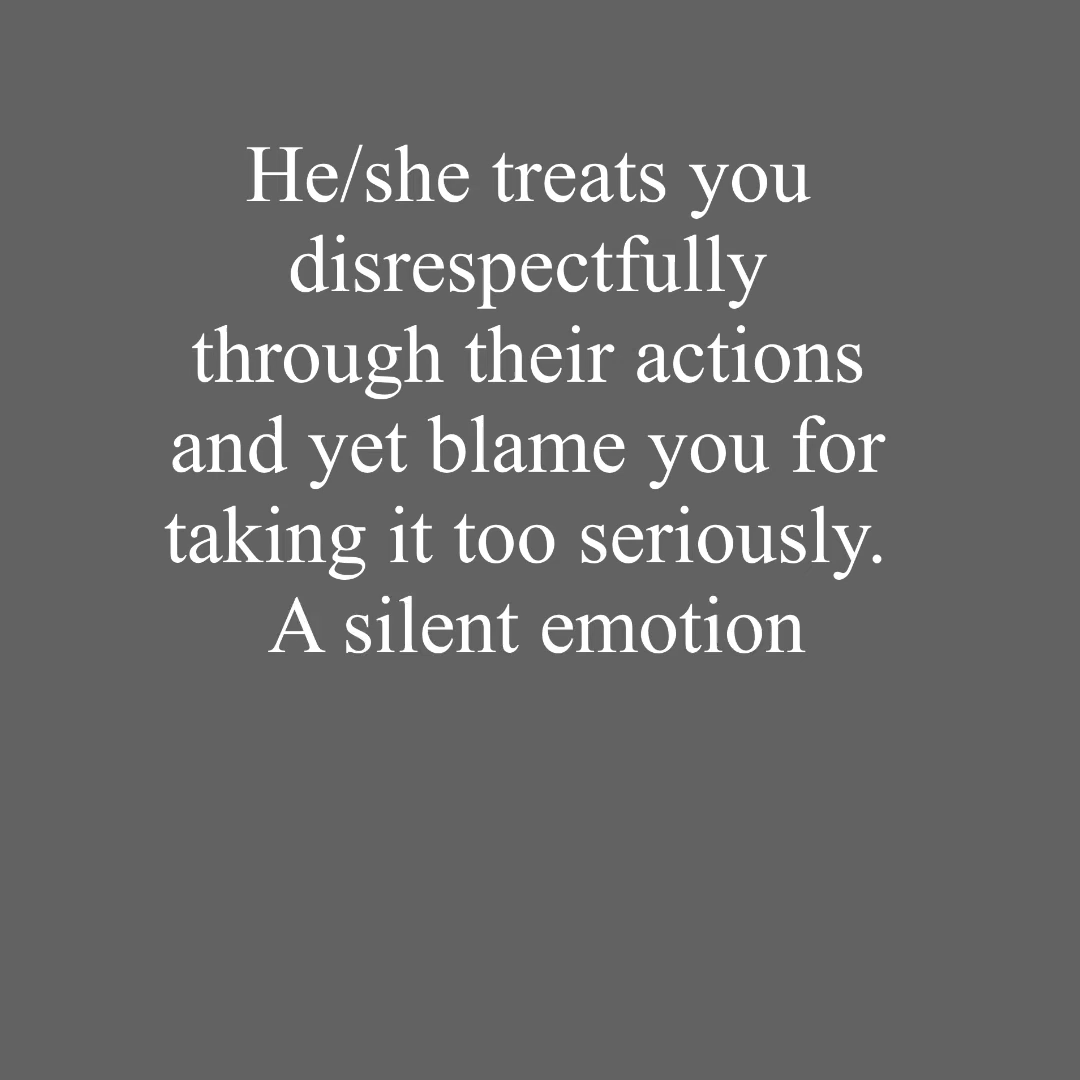 He/she treats you
disrespectfully
through their actions
and yet blame you for
taking it too seriously.
A silent emotion